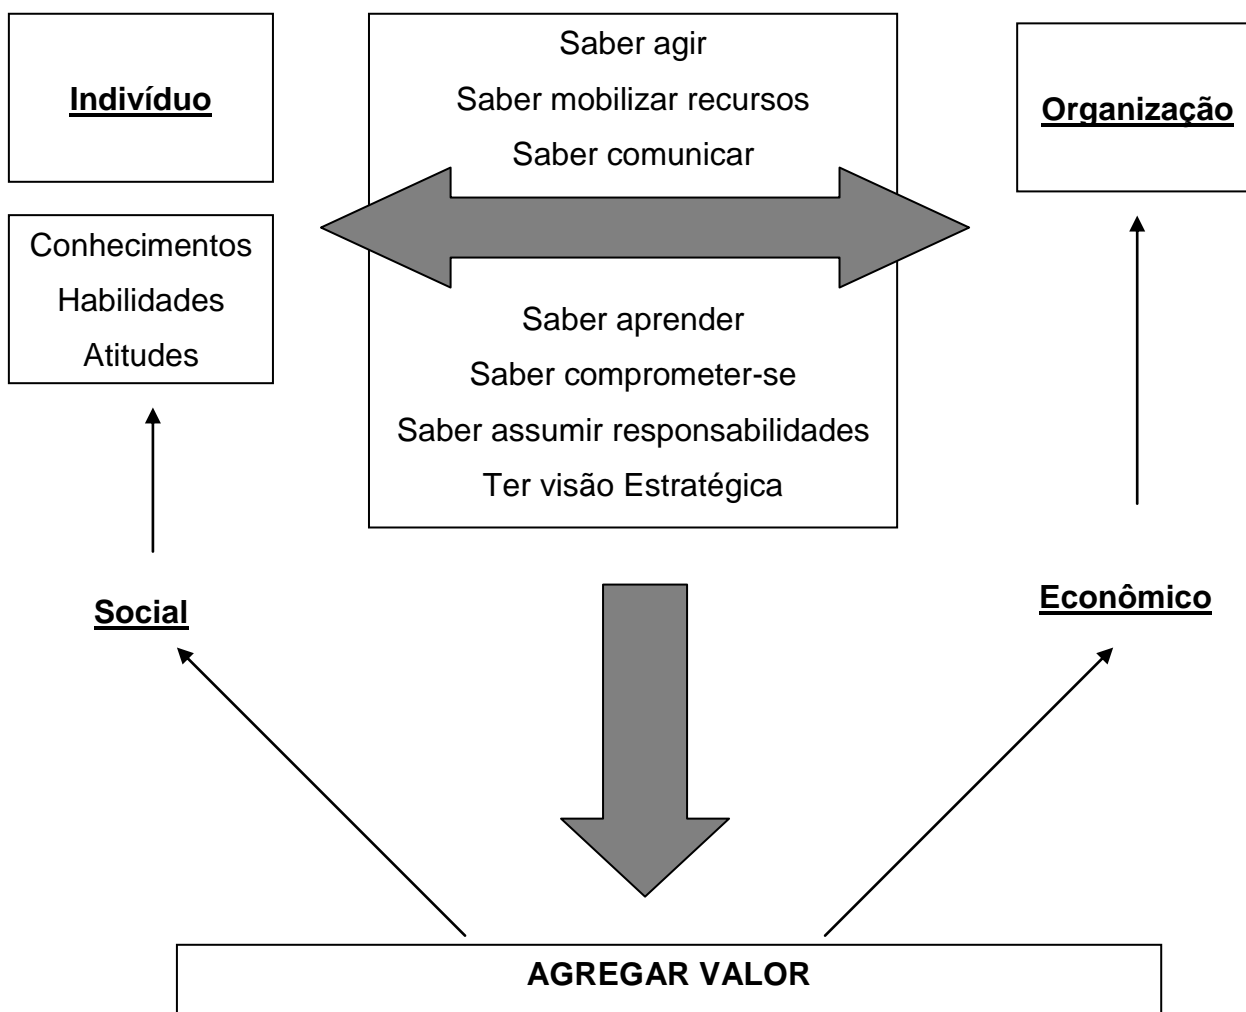 Indivíduo
Conhecimentos
Habilidades
Atitudes
Saber agir
Saber mobilizar recursos
Saber comunicar
Saber aprender
Saber comprometer-se
Saber assumir responsabilidades
Ter visão Estratégica
Organização
Social
Econômico
AGREGAR VALOR